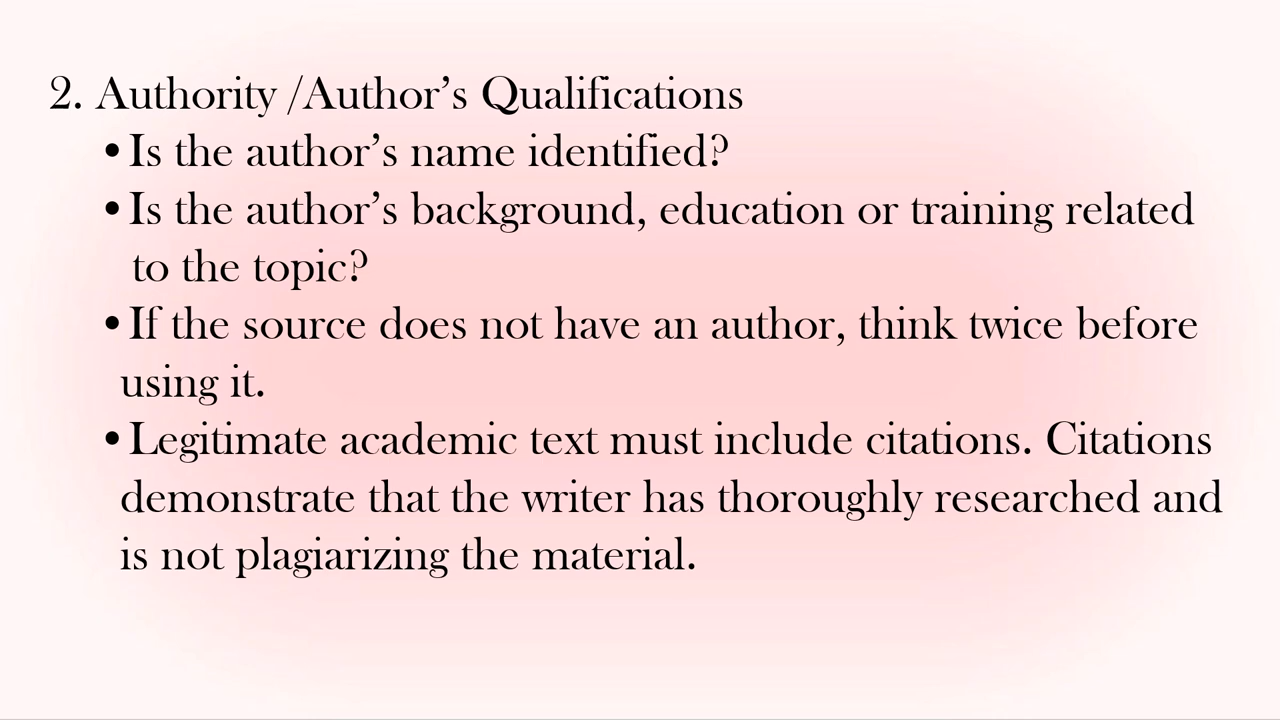 2. Authority /Author’s Qualifications
•Is the author’s name identified?
•Is the author’s background, education or training related
to the topic?
•If the source does not have an author, think twice before
using it.
•Legitimate academic text must include citations. Citations
demonstrate that the writer has thoroughly researched and
is not plagiarizing the material.